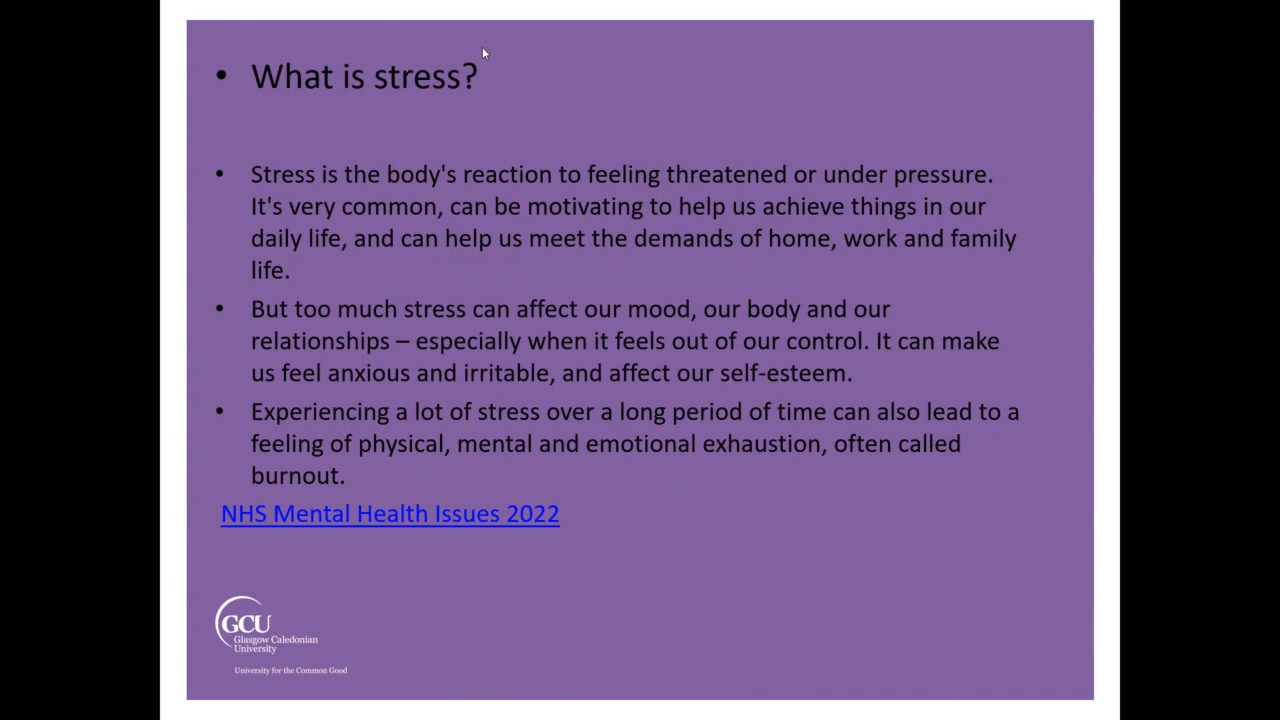 • What is stress?
• Stress is the body's reaction to feeling threatened or under pressure.
It's very common, can be motivating to help us achieve things in our
daily life, and can help us meet the demands of home, work and family
life.
• But too much stress can affect our mood, our body and our
relationships – especially when it feels out of our control. It can make
us feel anxious and irritable, and affect our self-esteem.
• Experiencing a lot of stress over a long period of time can also lead to a
feeling of physical, mental and emotional exhaustion, often called
burnout.
NHS Mental Health Issues 2022
GCU
Glasgow Caledonian
University
University for the Common Good